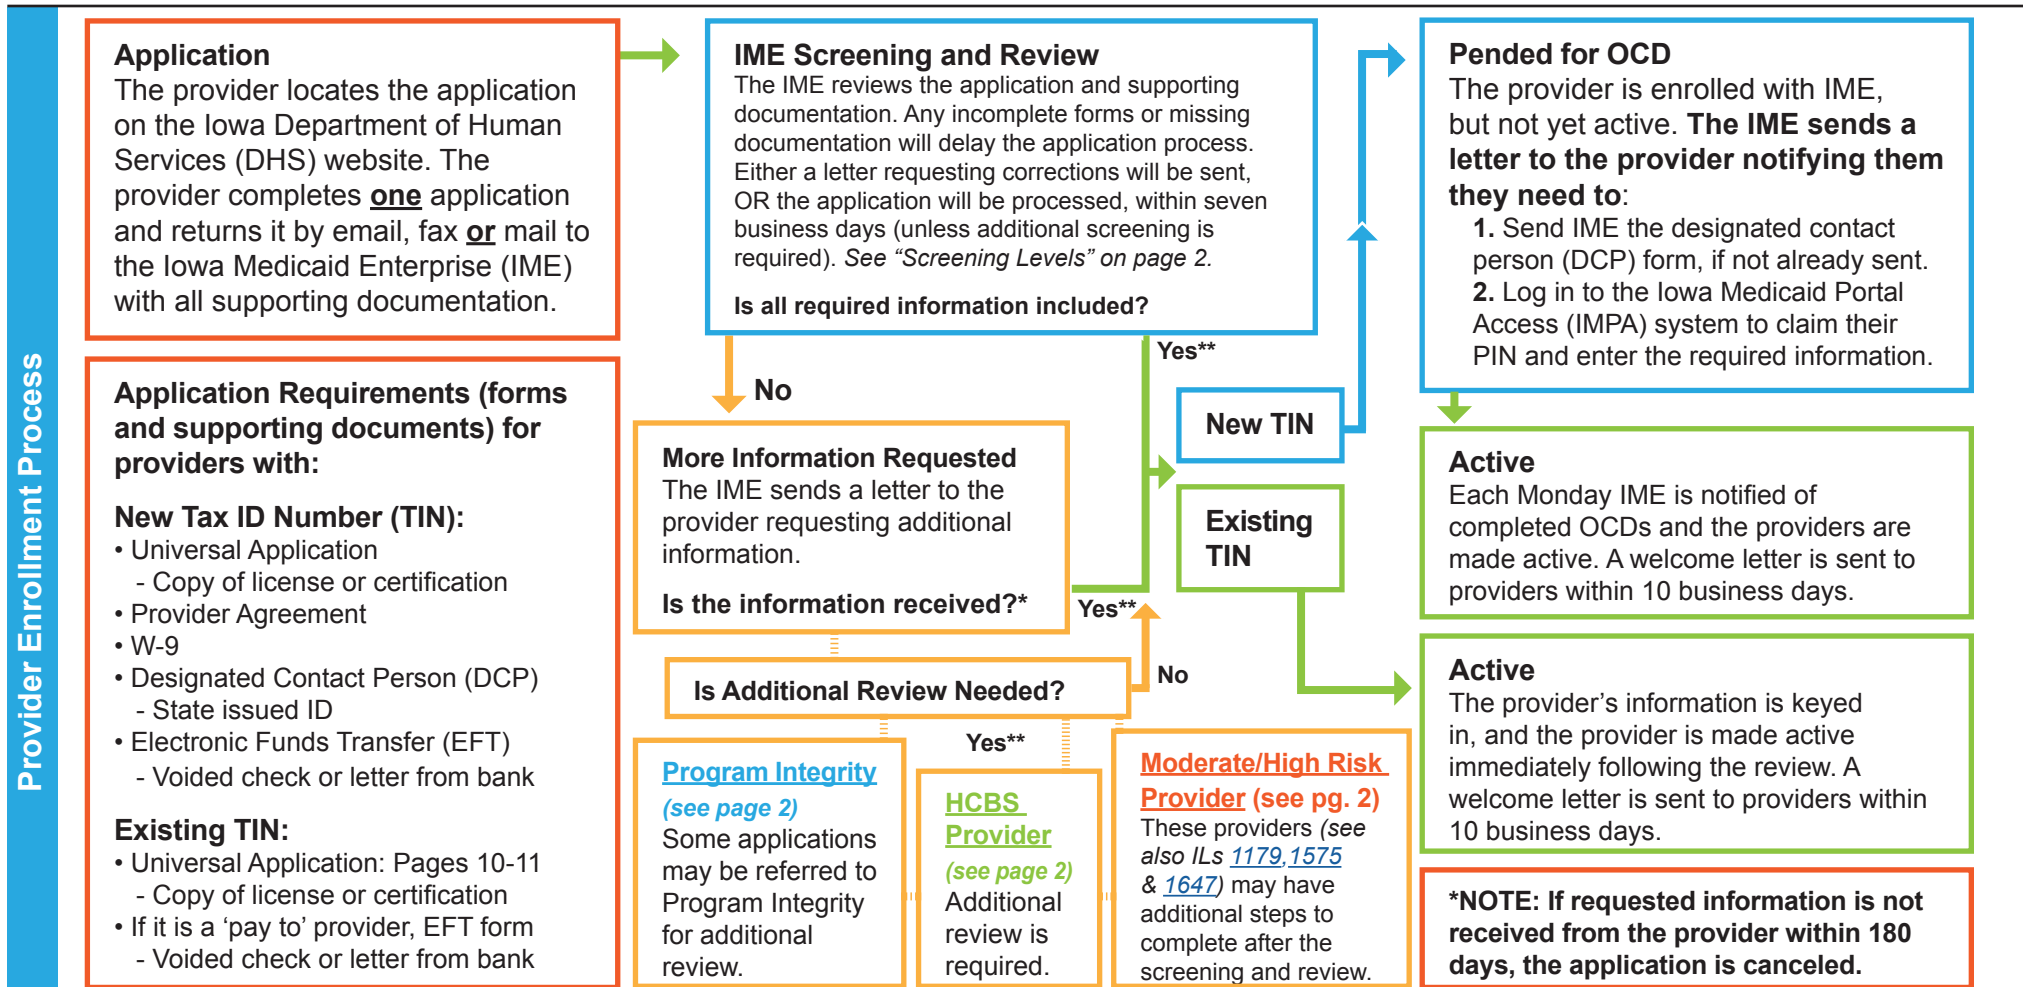 Provider Enrollment Process
Application
The provider locates the application
on the Iowa Department of Human
Services (DHS) website. The
provider completes one application
and returns it by email, fax or mail to
the Iowa Medicaid Enterprise (IME)
with all supporting documentation.
Application Requirements (forms
and supporting documents) for
providers with:
New Tax ID Number (TIN):
• Universal Application
- Copy of license or certification
• Provider Agreement
• W-9
• Designated Contact Person (DCP)
- State issued ID
• Electronic Funds Transfer (EFT)
- Voided check or letter from bank
Existing TIN:
• Universal Application: Pages 10-11
- Copy of license or certification
• If it is a ‘pay to’ provider, EFT form
- Voided check or letter from bank
IME Screening and Review
The IME reviews the application and supporting
documentation. Any incomplete forms or missing
documentation will delay the application process.
Either a letter requesting corrections will be sent,
OR the application will be processed, within seven
business days (unless additional screening is
required). See “Screening Levels” on page 2.
Is all required information included?
Yes**
No
More Information Requested
The IME sends a letter to the
provider requesting additional
information.
Is the information received?*
Yes**
Is Additional Review Needed?
No
Yes**
Program Integrity
(see page 2)
Some applications
may be referred to
Program Integrity
for additional
review.
HCBS
Provider
(see page 2)
Additional
review is
required.
Moderate/High Risk
Provider (see pg. 2)
These providers (see
also ILs 1179,1575
& 1647) may have
additional steps to
complete after the
screening and review.
New TIN
Existing
TIN
Pended for OCD
The provider is enrolled with IME,
but not yet active. The IME sends a
letter to the provider notifying them
they need to:
1. Send IME the designated contact
person (DCP) form, if not already sent.
2. Log in to the Iowa Medicaid Portal
Access (IMPA) system to claim their
PIN and enter the required information.
Active
Each Monday IME is notified of
completed OCDs and the providers are
made active. A welcome letter is sent to
providers within 10 business days.
Active
The provider’s information is keyed
in, and the provider is made active
immediately following the review. A
welcome letter is sent to providers within
10 business days.
*NOTE: If requested information is not
received from the provider within 180
days, the application is canceled.